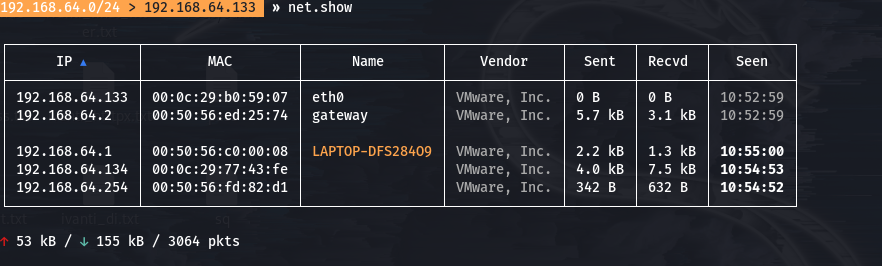 192.168.64.0/24 > 192.168.64.133 » net.show
IP ▲ MAC Name Vendor Sent Recvd Seen
192.168.64.133 00:0c:29:b0:59:07 eth0 VMware, Inc. 0 B 0 B 10:52:59
192.168.64.2 00:50:56:ed:25:74 gateway VMware, Inc. 5.7 kB 3.1 kB 10:52:59
192.168.64.1 00:50:56:c0:00:08 LAPTOP-DFS284O9 VMware, Inc. 2.2 kB 1.3 kB 10:55:00
192.168.64.134 00:0c:29:77:43:fe VMware, Inc. 4.0 kB 7.5 kB 10:54:53
192.168.64.254 00:50:56:fd:82:d1 VMware, Inc. 342 B 632 B 10:54:52
ivanti_di.txt sq
↑ 53 kB / ↓ 155 kB / 3064 pkts